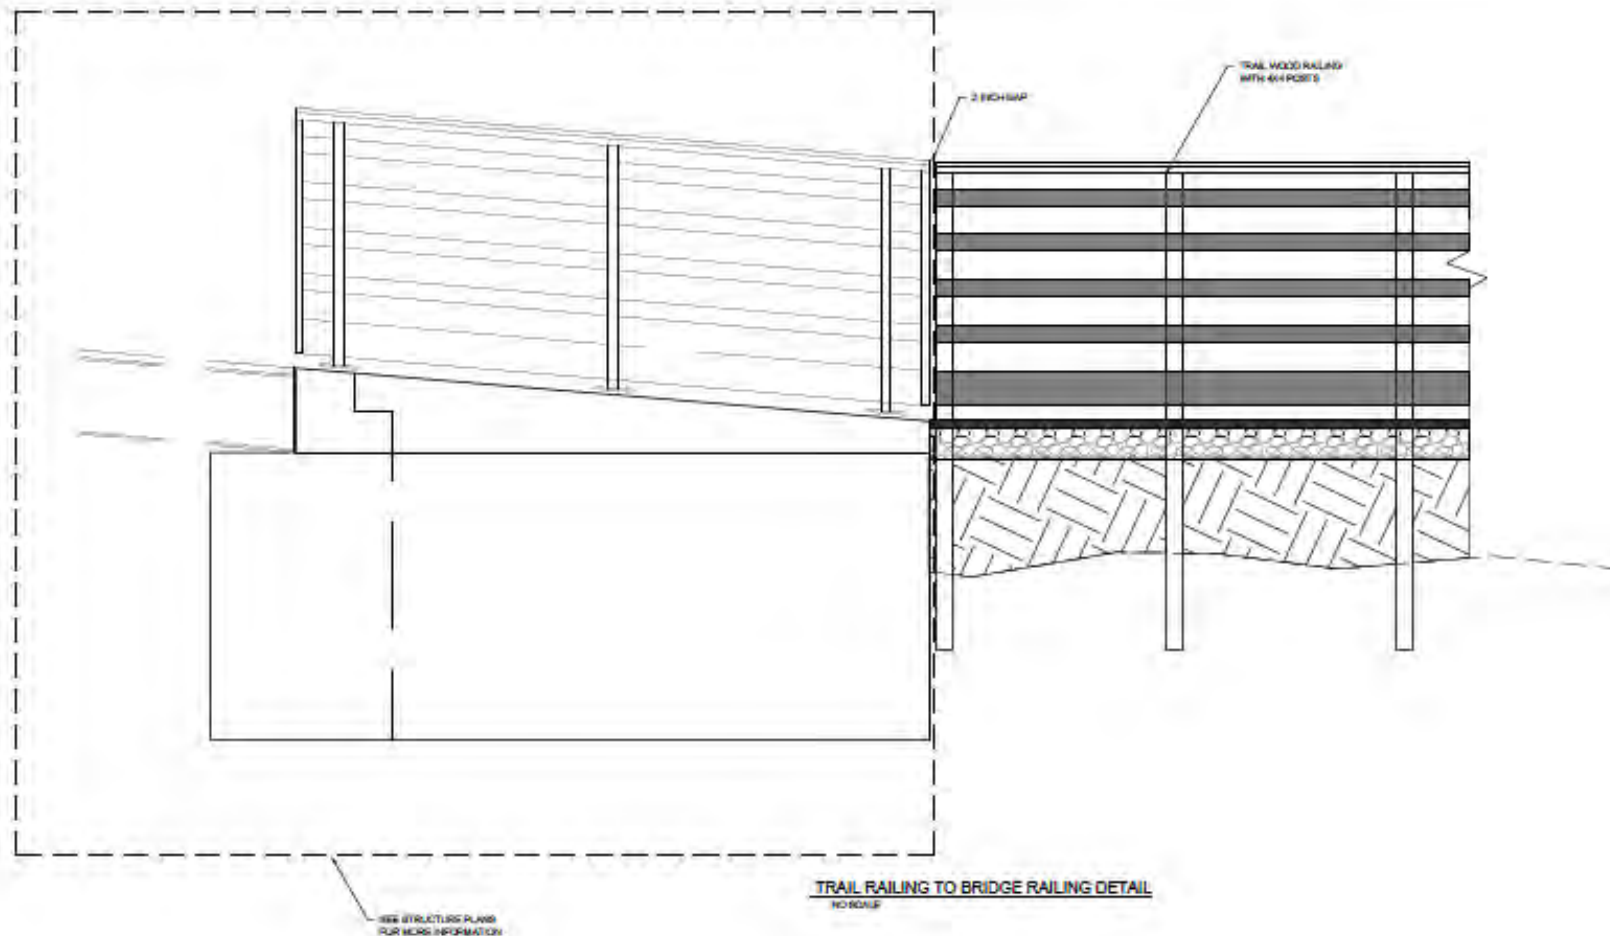 TRAIL WOOD RAILING
WITH 4X4 POSTS
2 INCH GAP
TRAIL RAILING TO BRIDGE RAILING DETAIL
NO SCALE
SEE STRUCTURE PLANS
FOR MORE INFORMATION